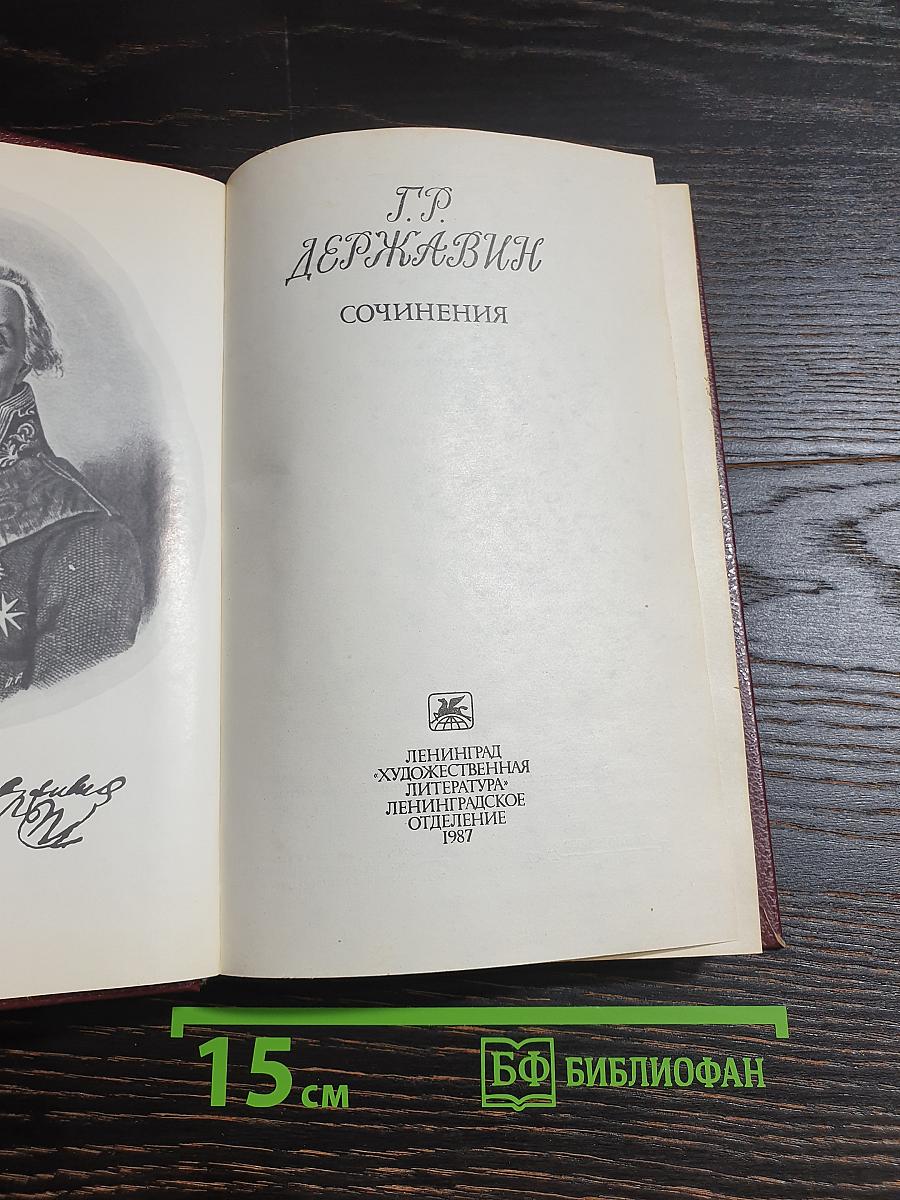 Г.Р.
ДЕРЖАВИН
СОЧИНЕНИЯ
ЛЕНИНГРАД
«ХУДОЖЕСТВЕННАЯ
ЛИТЕРАТУРА»
ЛЕНИНГРАДСКОЕ
ОТДЕЛЕНИЕ
1987
15 см
БФ БИБЛИОФАН